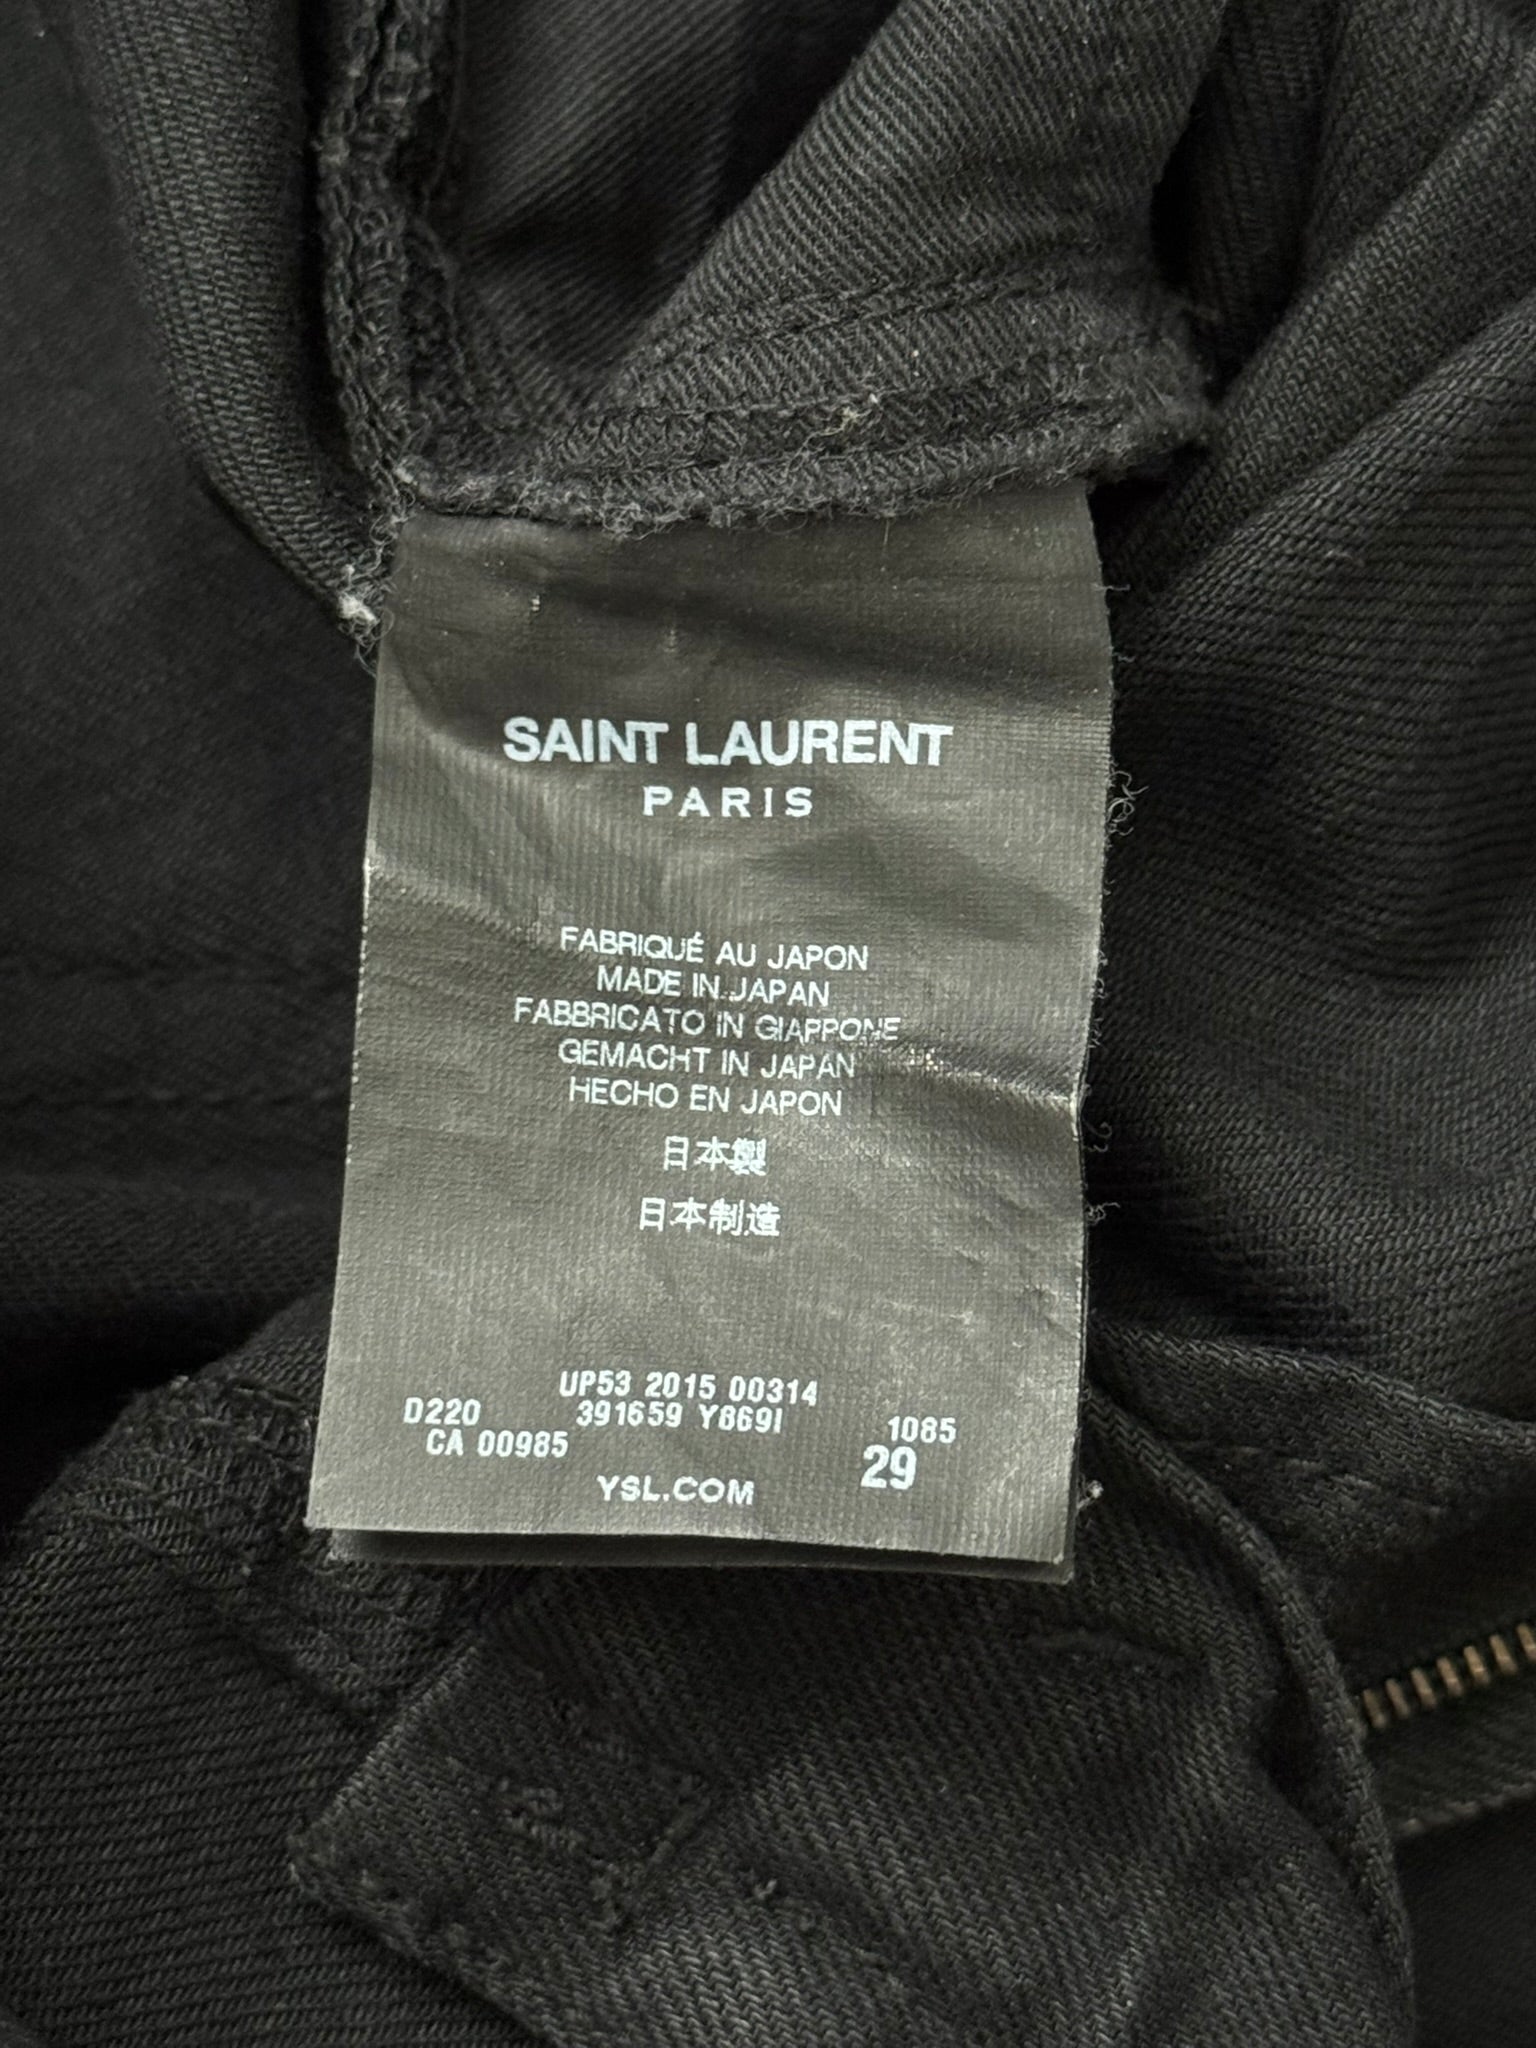 SAINT LAURENT
PARIS
FABRIQUÉ AU JAPON
MADE IN JAPAN
FABBRICATO IN GIAPPONE
GEMACHT IN JAPAN
HECHO EN JAPON
日本製
日本制造
UP53 2015 00314
D220 391659 Y869I 1085
CA 00985 29
YSL.COM